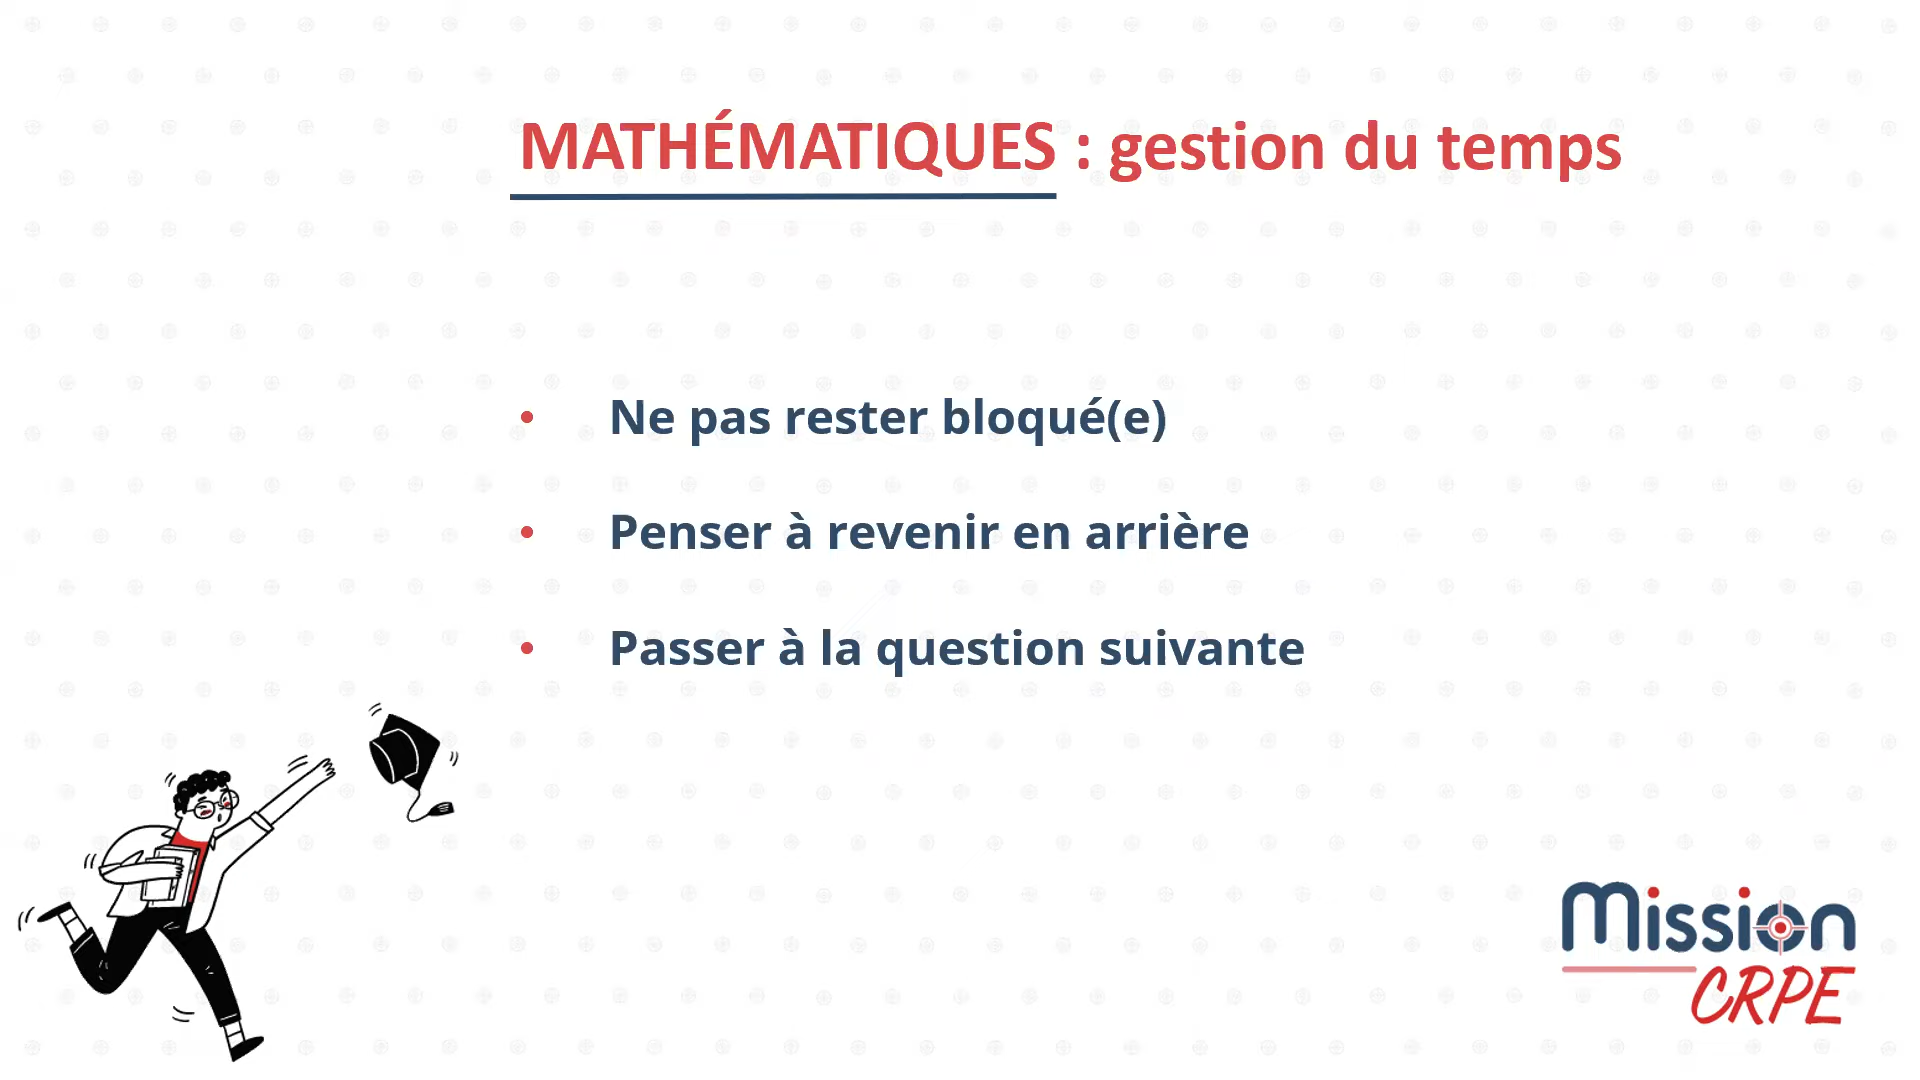 MATHÉMATIQUES : gestion du temps
• Ne pas rester bloqué(e)
• Penser à revenir en arrière
• Passer à la question suivante
Mission
CRPE